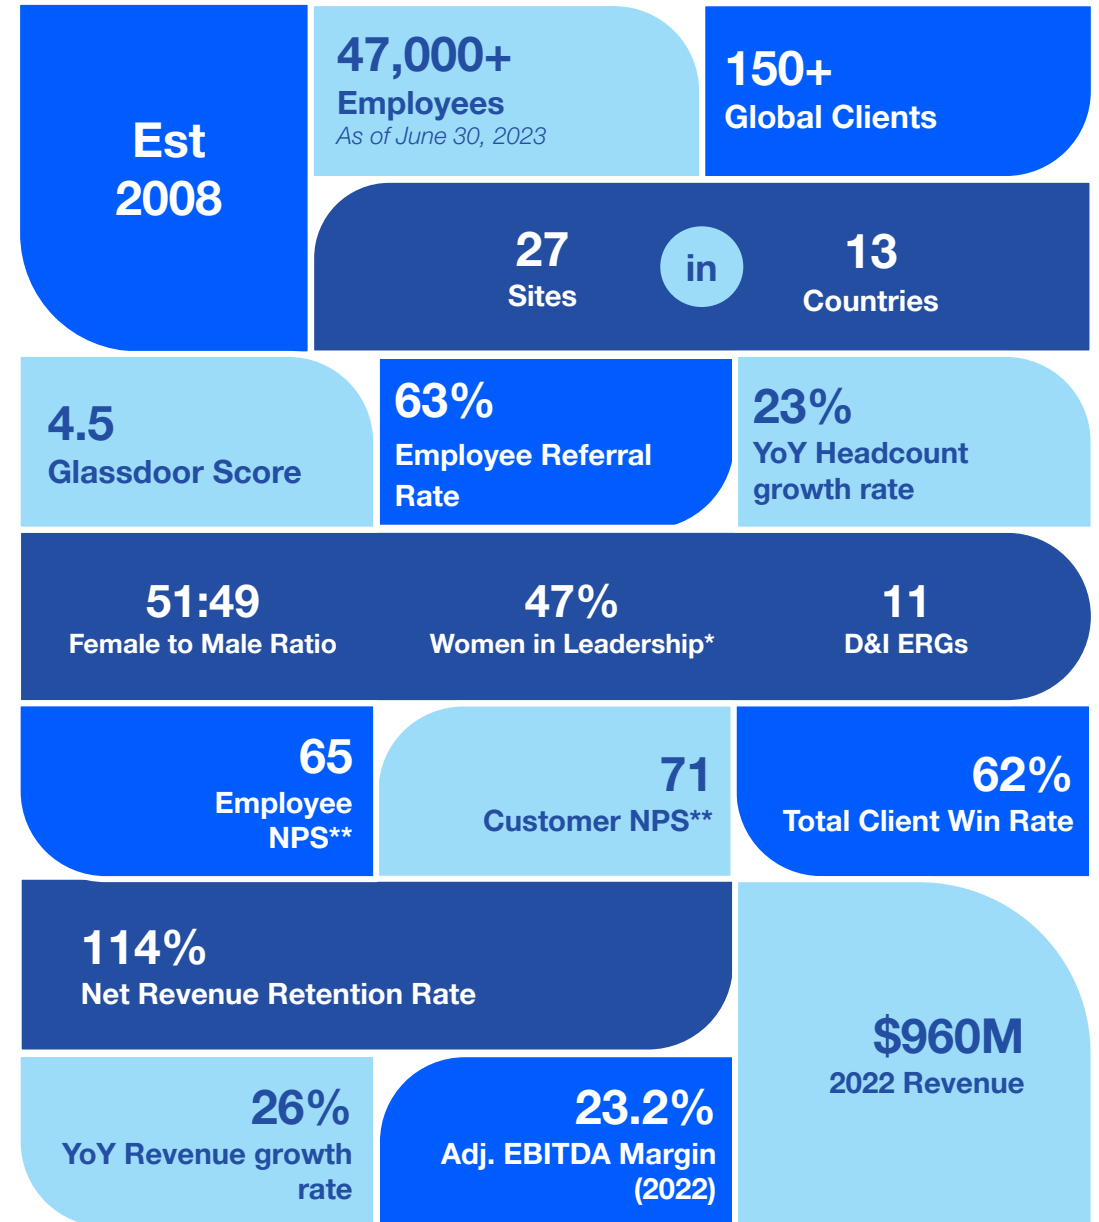 Est
2008
47,000+
Employees
As of June 30, 2023
150+
Global Clients
27
Sites
in
13
Countries
4.5
Glassdoor Score
63%
Employee Referral
Rate
23%
YoY Headcount
growth rate
51:49
Female to Male Ratio
47%
Women in Leadership*
11
D&I ERGs
65
Employee
NPS**
71
Customer NPS**
62%
Total Client Win Rate
114%
Net Revenue Retention Rate
$960M
2022 Revenue
26%
YoY Revenue growth
rate
23.2%
Adj. EBITDA Margin
(2022)